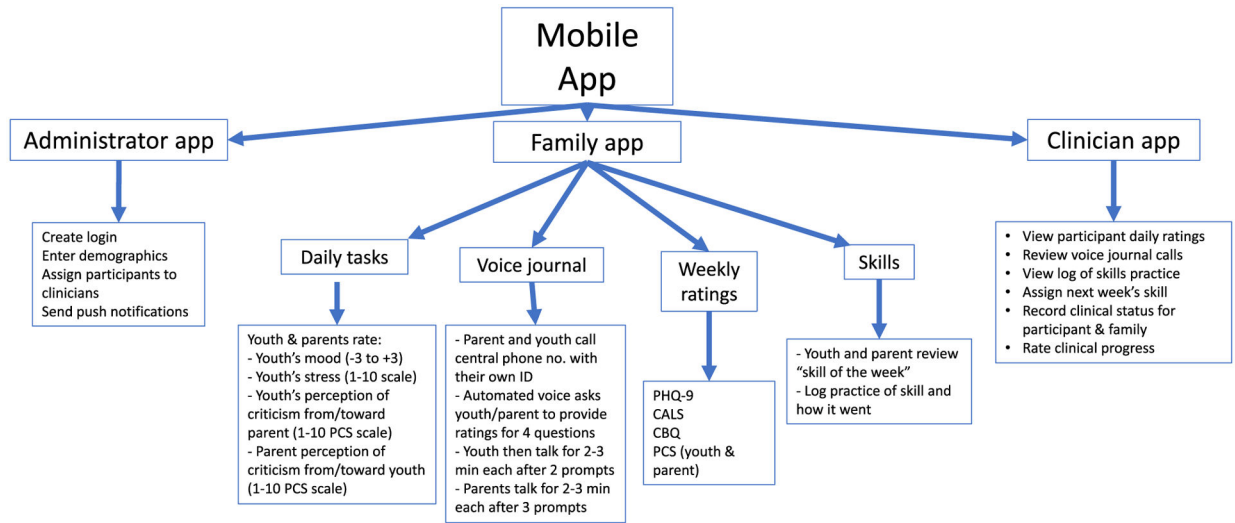 Mobile
App
Administrator app
Family app
Clinician app
Create login
Enter demographics
Assign participants to
clinicians
Send push notifications
Daily tasks
Voice journal
Weekly
ratings
Skills
• View participant daily ratings
• Review voice journal calls
• View log of skills practice
• Assign next week's skill
• Record clinical status for
participant & family
• Rate clinical progress
Youth & parents rate:
- Youth's mood (-3 to +3)
- Youth's stress (1-10 scale)
- Youth's perception of
criticism from/toward
parent (1-10 PCS scale)
- Parent perception of
criticism from/toward youth
(1-10 PCS scale)
- Parent and youth call
central phone no. with
their own ID
- Automated voice asks
youth/parent to provide
ratings for 4 questions
- Youth then talk for 2-3
min each after 2 prompts
- Parents talk for 2-3 min
each after 3 prompts
PHQ-9
CALS
CBQ
PCS (youth &
parent)
- Youth and parent review
“skill of the week”
- Log practice of skill and
how it went